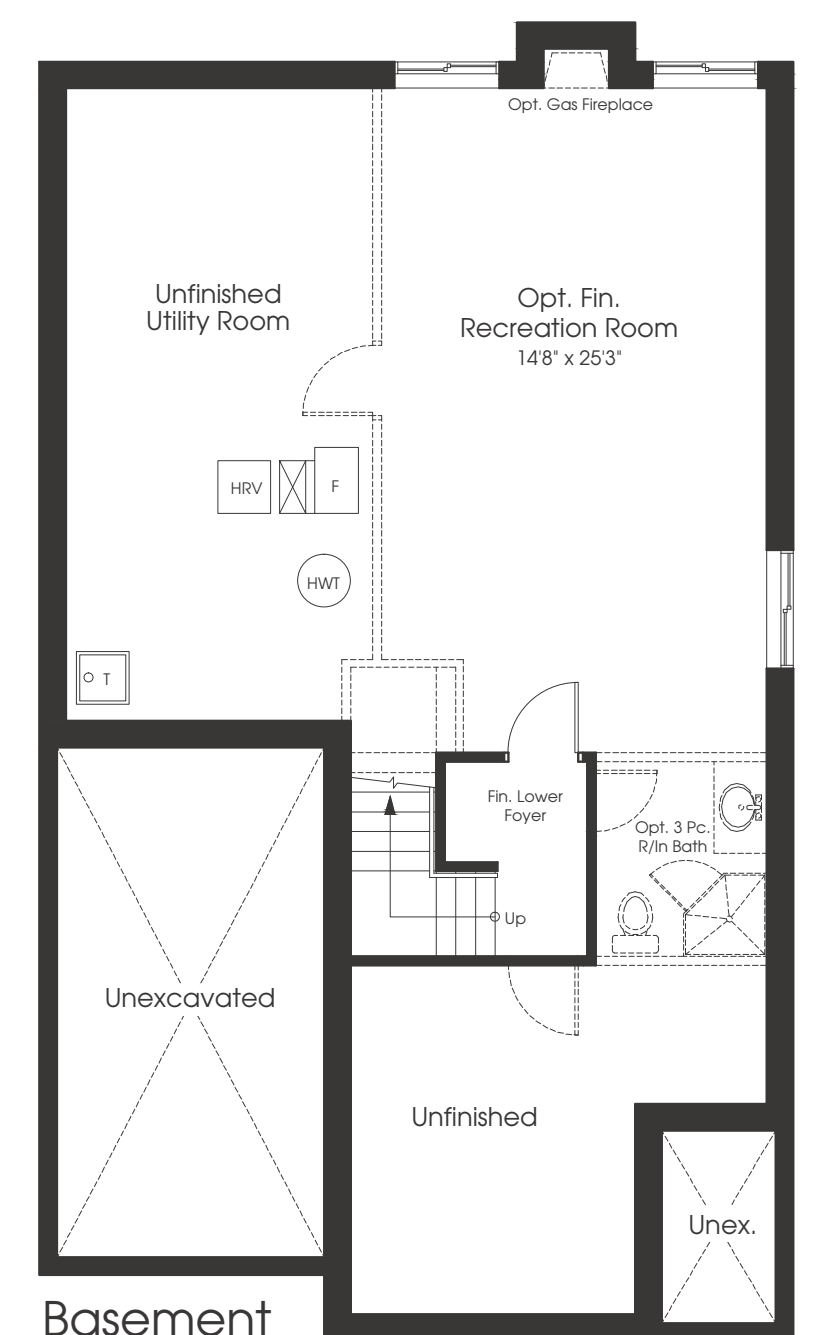 Opt. Gas Fireplace
Unfinished
Utility Room
Opt. Fin.
Recreation Room
14'8" x 25'3"
HRV
F
HWT
T
Fin. Lower
Foyer
Opt. 3 Pc.
R/In Bath
Up
Unexcavated
Unfinished
Unex.
Basement